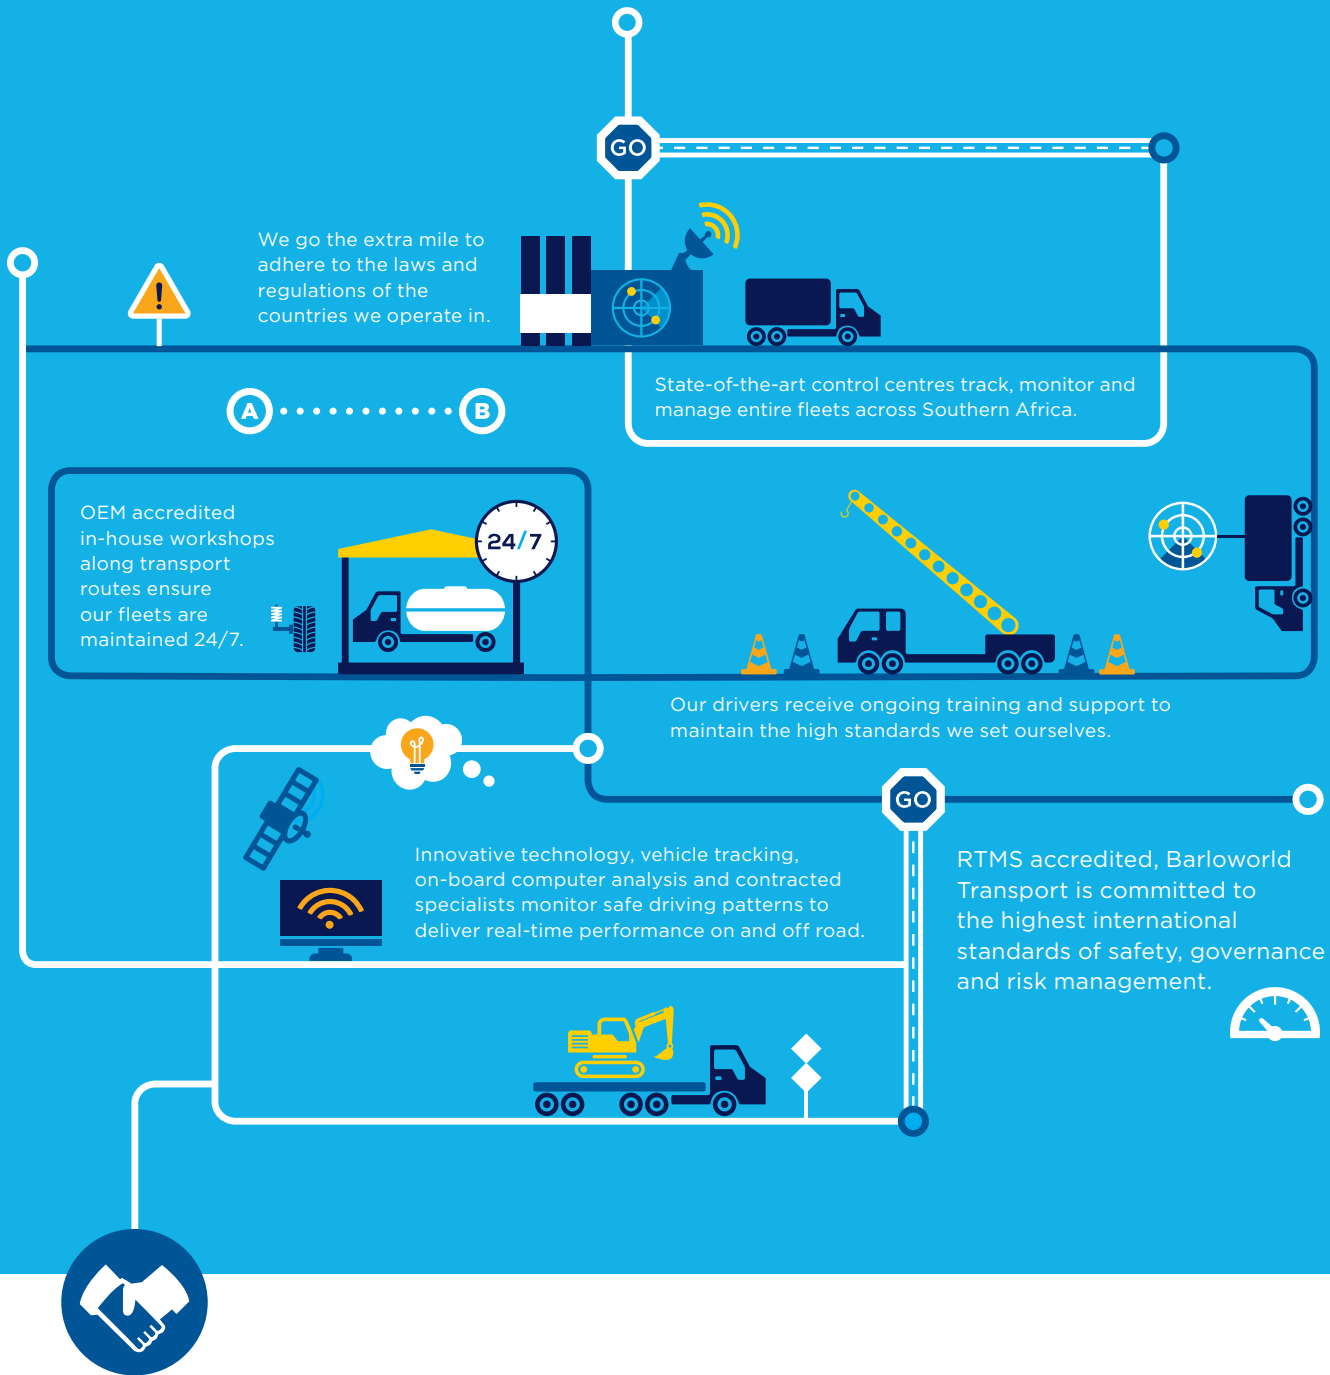 GO
We go the extra mile to
adhere to the laws and
regulations of the
countries we operate in.
!
State-of-the-art control centres track, monitor and
manage entire fleets across Southern Africa.
A B
OEM accredited
in-house workshops
along transport
routes ensure
our fleets are
maintained 24/7.
24/7
Our drivers receive ongoing training and support to
maintain the high standards we set ourselves.
GO
Innovative technology, vehicle tracking,
on-board computer analysis and contracted
specialists monitor safe driving patterns to
deliver real-time performance on and off road.
RTMS accredited, Barloworld
Transport is committed to
the highest international
standards of safety, governance
and risk management.